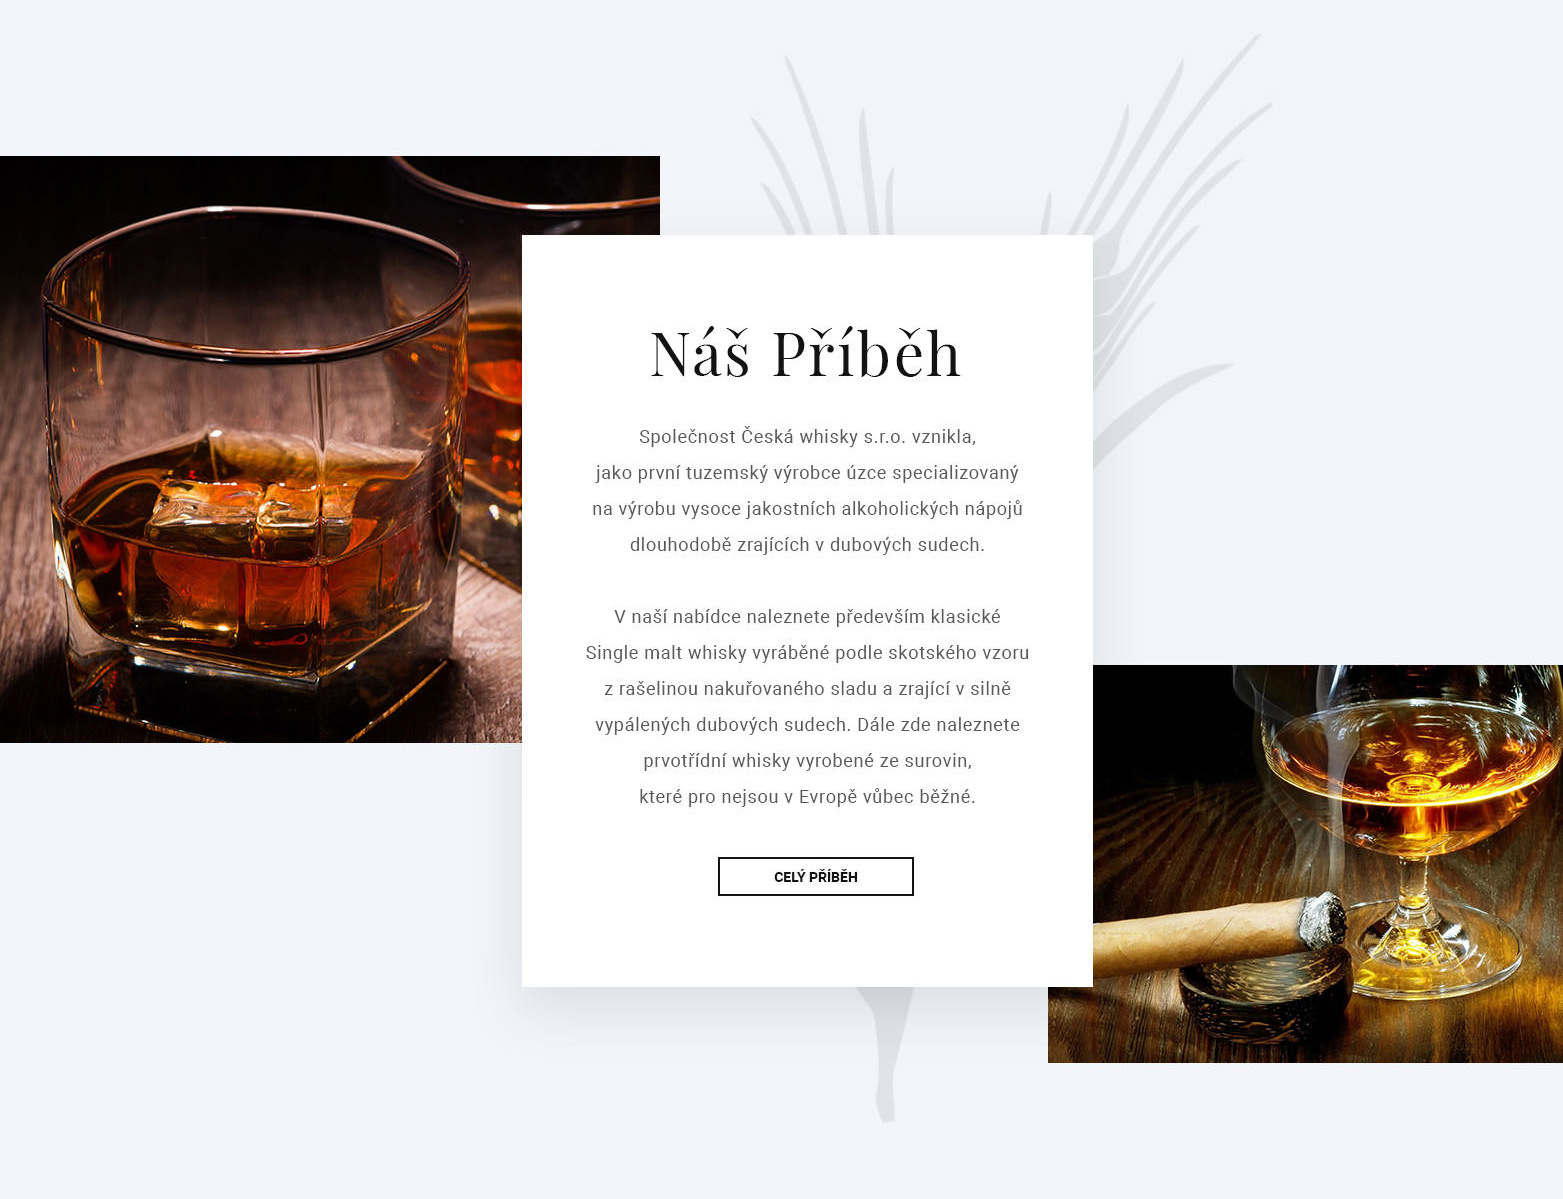 Náš Příběh
Společnost Česká whisky s.r.o. vznikla,
jako první tuzemský výrobce úzce specializovaný
na výrobu vysoce jakostních alkoholických nápojů
dlouhodobě zrajících v dubových sudech.
V naší nabídce naleznete především klasické
Single malt whisky vyráběné podle skotského vzoru
z rašelinou nakuřovaného sladu a zrající v silně
vypálených dubových sudech. Dále zde naleznete
prvotřídní whisky vyrobené ze surovin,
které pro nejsou v Evropě vůbec běžné.
CELÝ PŘÍBĚH